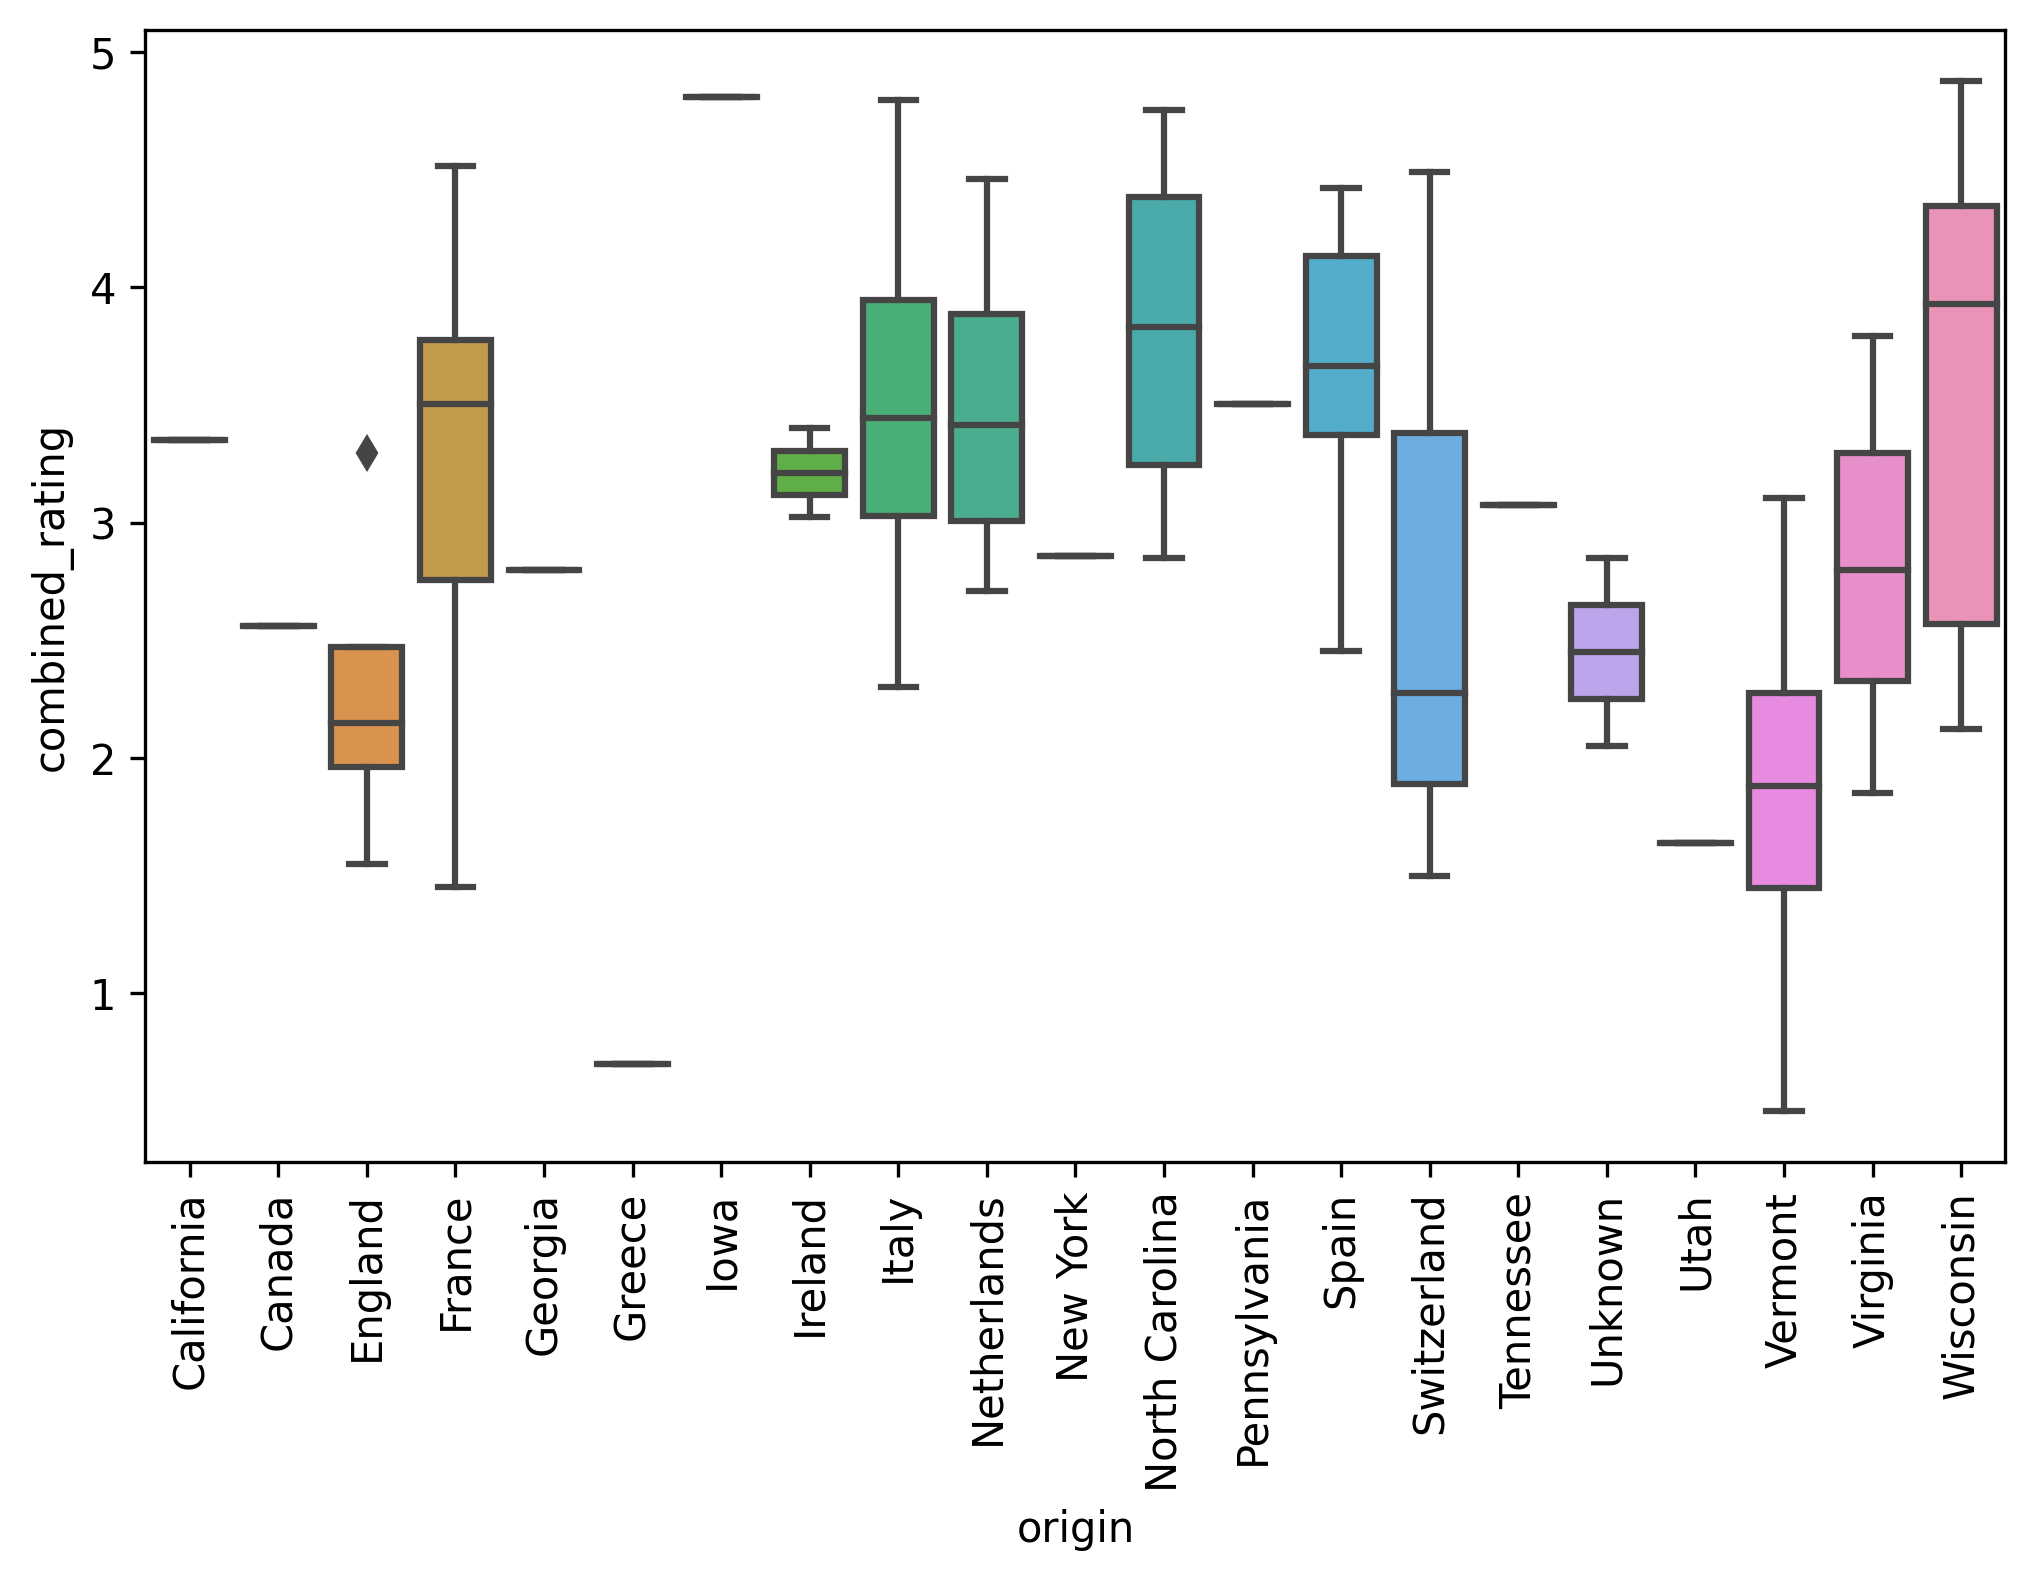 combined_rating
5
4
3
2
1
California
Canada
England
France
Georgia
Greece
Iowa
Ireland
Italy
Netherlands
New York
North Carolina
Pennsylvania
Spain
Switzerland
Tennessee
Unknown
Utah
Vermont
Virginia
Wisconsin
origin